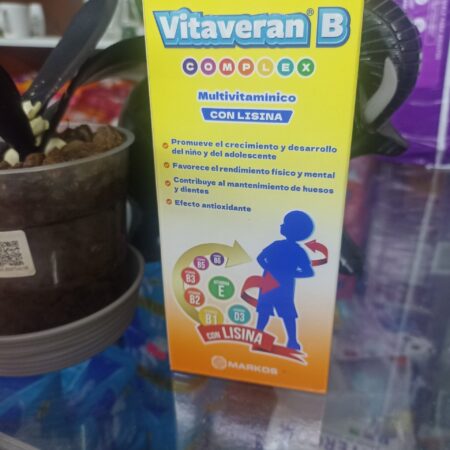 Vitaveran® B
COMPLEX
Multivitamínico
CON LISINA
Promueve el crecimiento y desarrollo
del niño y del adolescente
Favorece el rendimiento físico y mental
Contribuye al mantenimiento de huesos
y dientes
Efecto antioxidante
B5
B6
B3
E
B2
B1
D3
CON LISINA
MARKOS